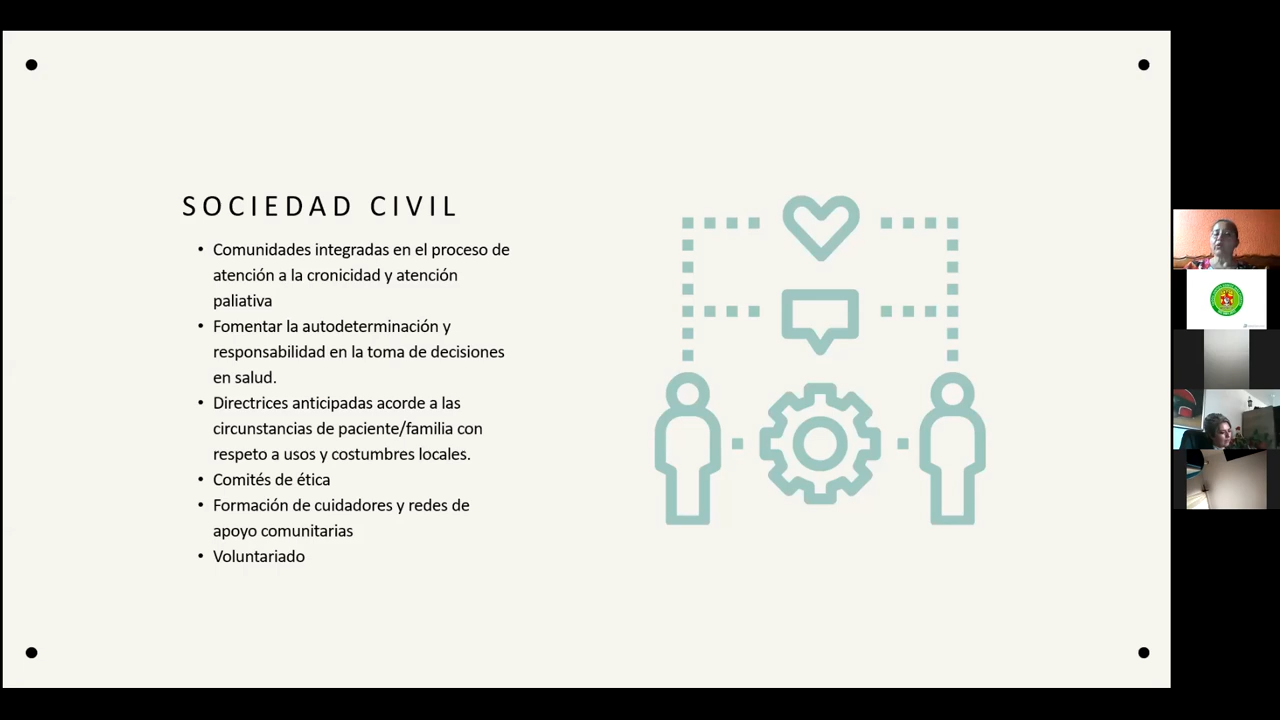 SOCIEDAD CIVIL
• Comunidades integradas en el proceso de
atención a la cronicidad y atención
paliativa
• Fomentar la autodeterminación y
responsabilidad en la toma de decisiones
en salud.
• Directrices anticipadas acorde a las
circunstancias de paciente/familia con
respeto a usos y costumbres locales.
• Comités de ética
• Formación de cuidadores y redes de
apoyo comunitarias
• Voluntariado